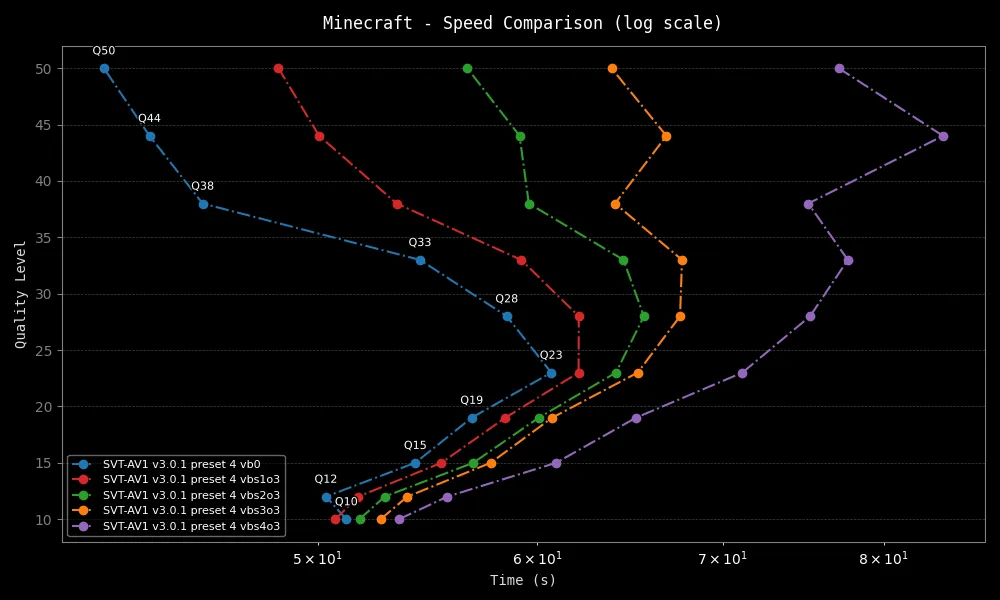 Minecraft - Speed Comparison (log scale)
Q50
50
Q44
45
Q38
40
35
Q33
30
Q28
25
Q23
20
Q19
15
Q15
10
Q12
Q10
Quality Level
SVT-AV1 v3.0.1 preset 4 vb0
SVT-AV1 v3.0.1 preset 4 vbs1o3
SVT-AV1 v3.0.1 preset 4 vbs2o3
SVT-AV1 v3.0.1 preset 4 vbs3o3
SVT-AV1 v3.0.1 preset 4 vbs4o3
5 × 10¹
6 × 10¹
7 × 10¹
8 × 10¹
Time (s)